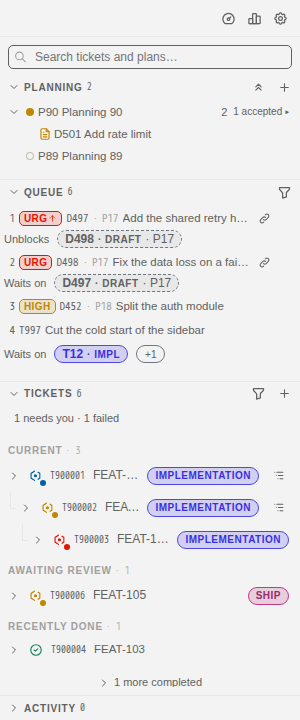 Search tickets and plans…
PLANNING 2
P90 Planning 90 2 1 accepted ▸
D501 Add rate limit
P89 Planning 89
QUEUE 6
1 URG ↑ D497 · P17 Add the shared retry h…
Unblocks D498 · DRAFT · P17
2 URG D498 · P17 Fix the data loss on a fai…
Waits on D497 · DRAFT · P17
3 HIGH D452 · P18 Split the auth module
4 T997 Cut the cold start of the sidebar
Waits on T12 · IMPL +1
TICKETS 6
1 needs you · 1 failed
CURRENT · 3
T900001 FEAT-… IMPLEMENTATION
T900002 FEA… IMPLEMENTATION
T900003 FEAT-1… IMPLEMENTATION
AWAITING REVIEW · 1
T900006 FEAT-105 SHIP
RECENTLY DONE · 1
T900004 FEAT-103
1 more completed
ACTIVITY 0